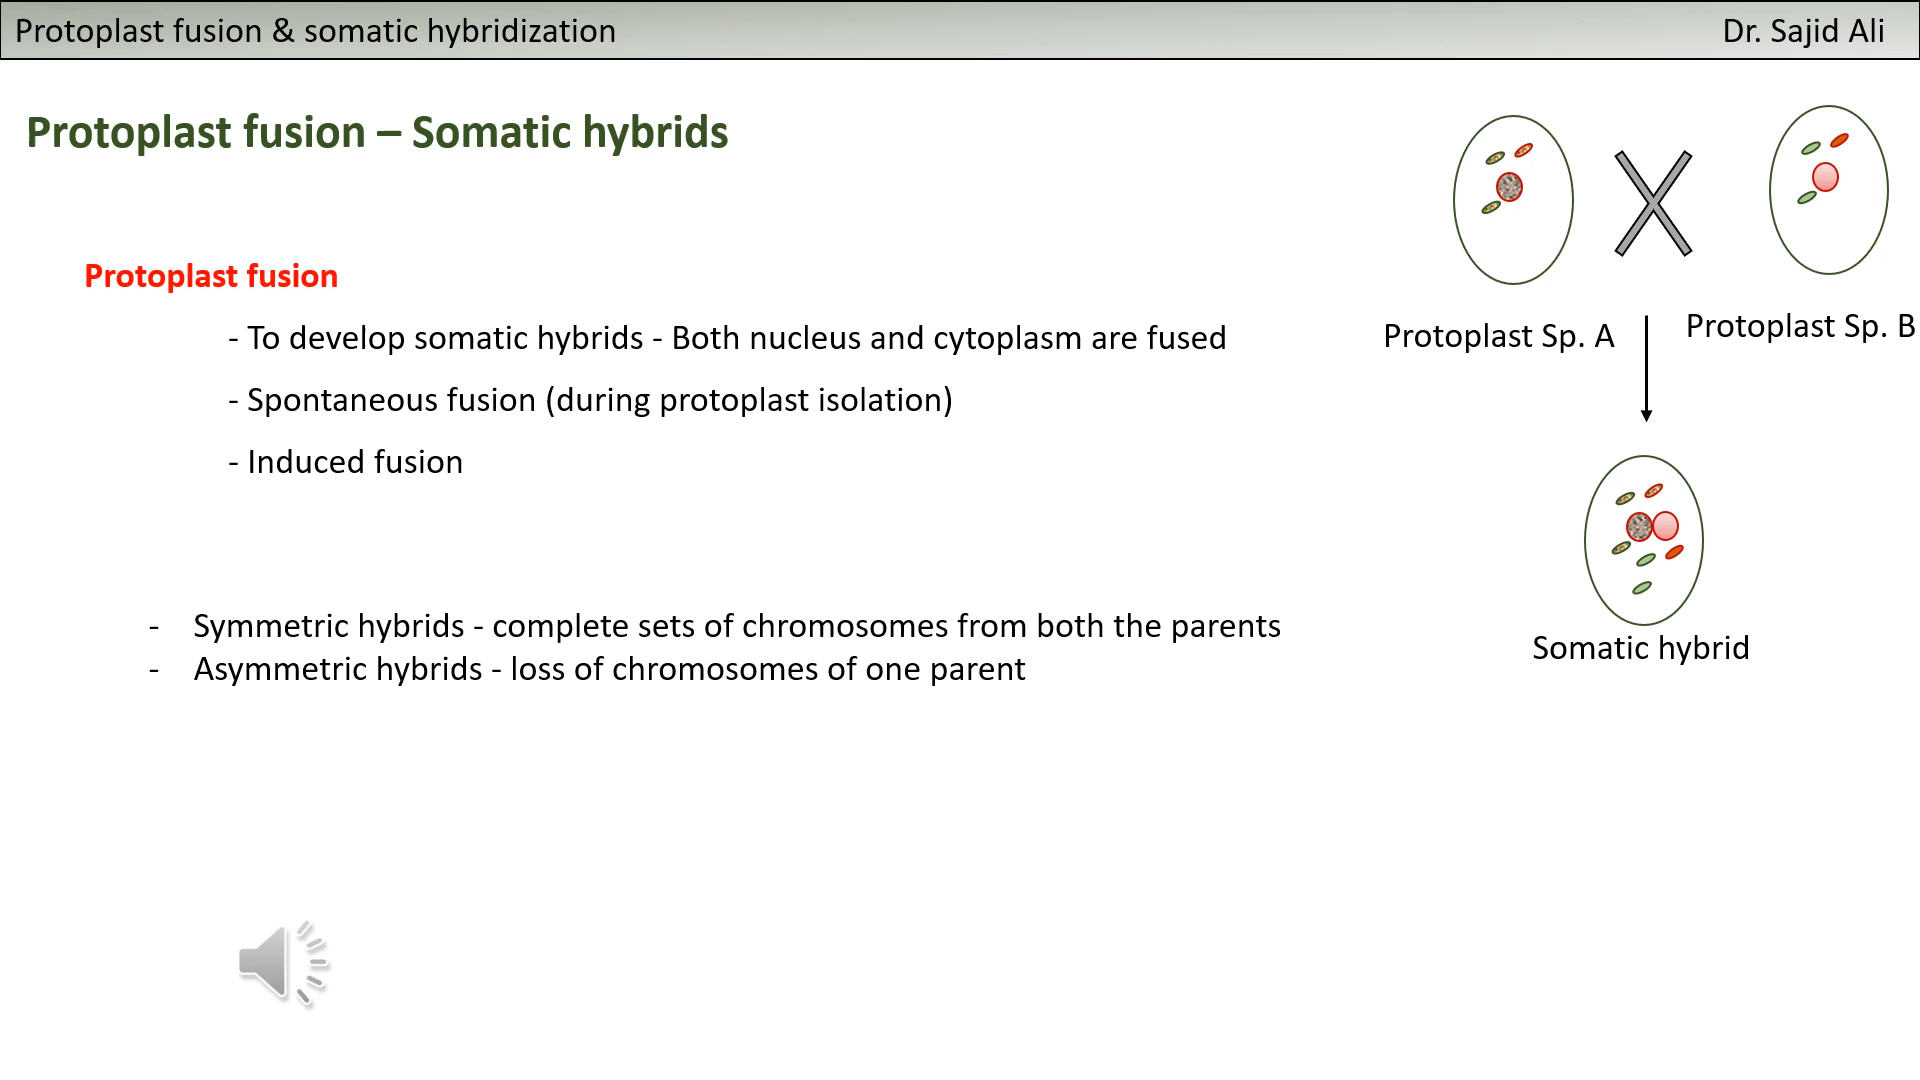 Protoplast fusion & somatic hybridization
Dr. Sajid Ali
Protoplast fusion – Somatic hybrids
Protoplast fusion
- To develop somatic hybrids - Both nucleus and cytoplasm are fused
- Spontaneous fusion (during protoplast isolation)
- Induced fusion
- Symmetric hybrids - complete sets of chromosomes from both the parents
- Asymmetric hybrids - loss of chromosomes of one parent
Protoplast Sp. A
Protoplast Sp. B
Somatic hybrid